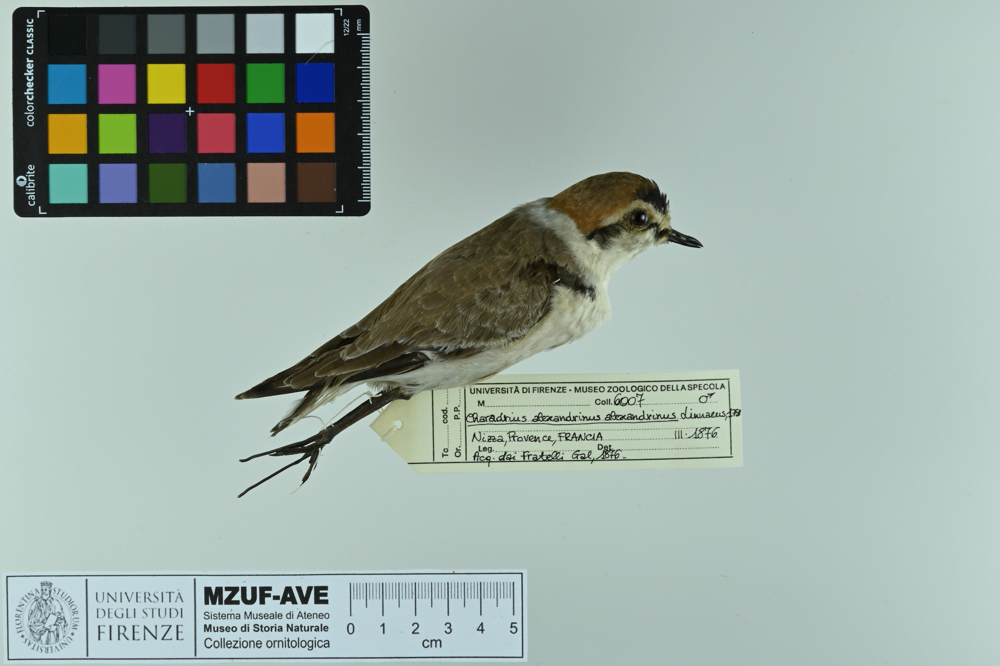 colorchecker CLASSIC
calibrite
12/22
mm
UNIVERSITÀ DI FIRENZE - MUSEO ZOOLOGICO DELLA SPECOLA
M. Coll. 6007 ♂
Charadrius alexandrinus alexandrinus Linnaeus, 1758
Nizza, Provence, FRANCIA III. 1876
Leg. Det.
Acq. dai Fratelli Gal, 1876.
Tc. cod.
Or. P.P.
FLORENTINA STUDIORUM UNIVERSITAS
UNIVERSITÀ
DEGLI STUDI
FIRENZE
MZUF-AVE
Sistema Museale di Ateneo
Museo di Storia Naturale
Collezione ornitologica
0 1 2 3 4 5
cm